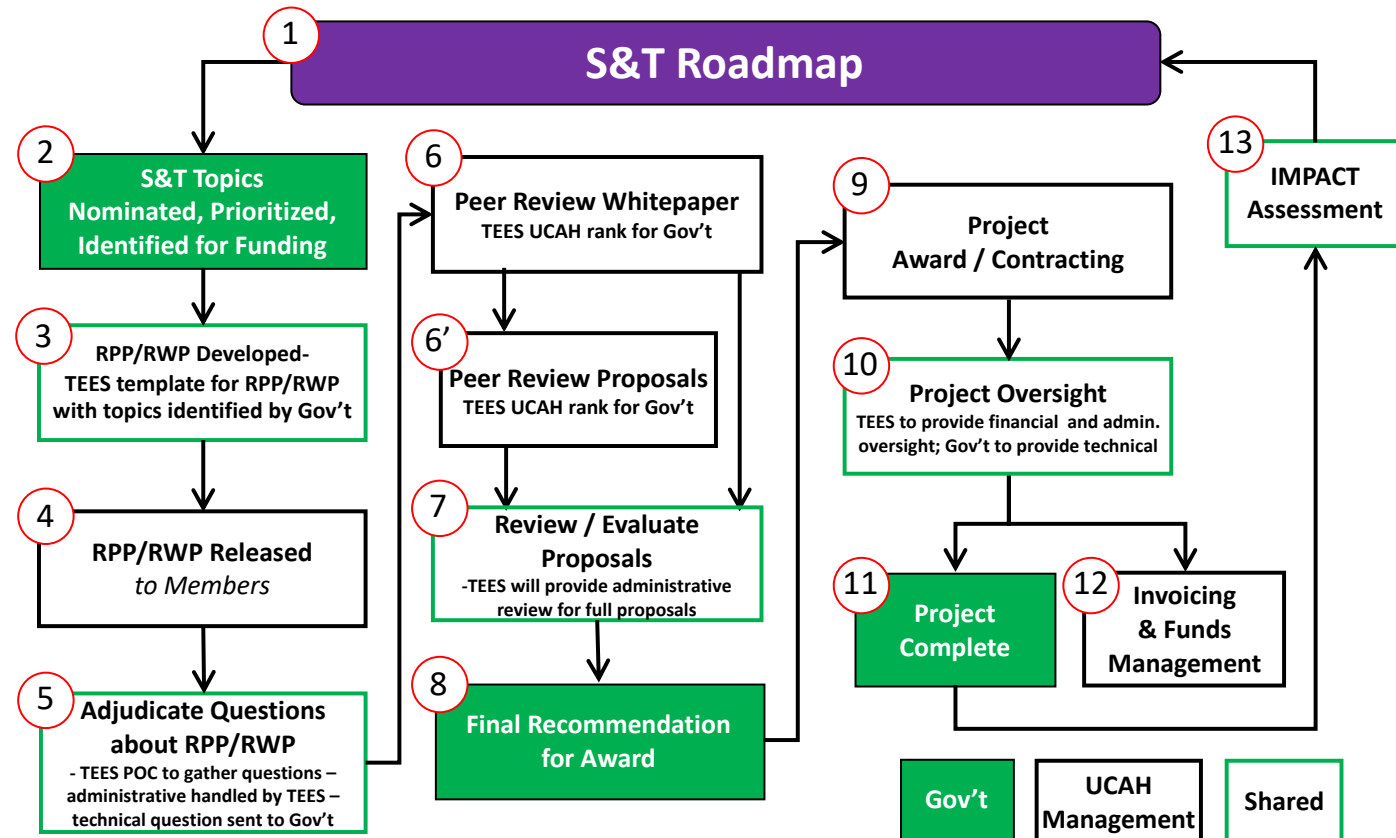 1
S&T Roadmap
2
S&T Topics
Nominated, Prioritized,
Identified for Funding
3
RPP/RWP Developed-
TEES template for RPP/RWP
with topics identified by Gov't
4
RPP/RWP Released
to Members
5
Adjudicate Questions
about RPP/RWP
- TEES POC to gather questions –
administrative handled by TEES –
technical question sent to Gov't
6
Peer Review Whitepaper
TEES UCAH rank for Gov't
6'
Peer Review Proposals
TEES UCAH rank for Gov't
7
Review / Evaluate
Proposals
-TEES will provide administrative
review for full proposals
8
Final Recommendation
for Award
9
Project
Award / Contracting
10
Project Oversight
TEES to provide financial and admin.
oversight; Gov't to provide technical
11
Project
Complete
12
Invoicing
& Funds
Management
13
IMPACT
Assessment
Gov't
UCAH
Management
Shared